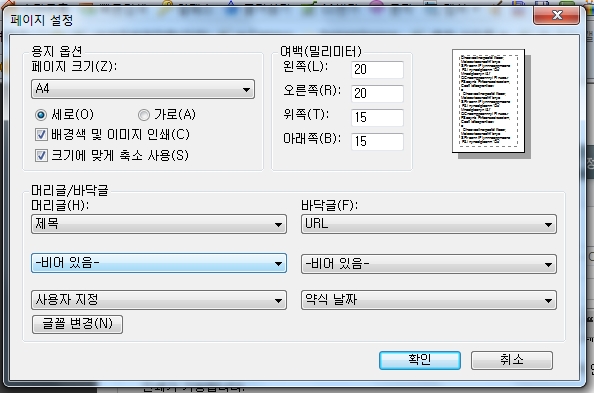 페이지 설정
용지 옵션
페이지 크기(Z):
A4
세로(O) 가로(A)
배경색 및 이미지 인쇄(C)
크기에 맞게 축소 사용(S)
여백(밀리미터)
왼쪽(L): 20
오른쪽(R): 20
위쪽(T): 15
아래쪽(B): 15
머리글/바닥글
머리글(H): 바닥글(F):
제목 URL
-비어 있음- -비어 있음-
사용자 지정 약식 날짜
글꼴 변경(N)
확인 취소